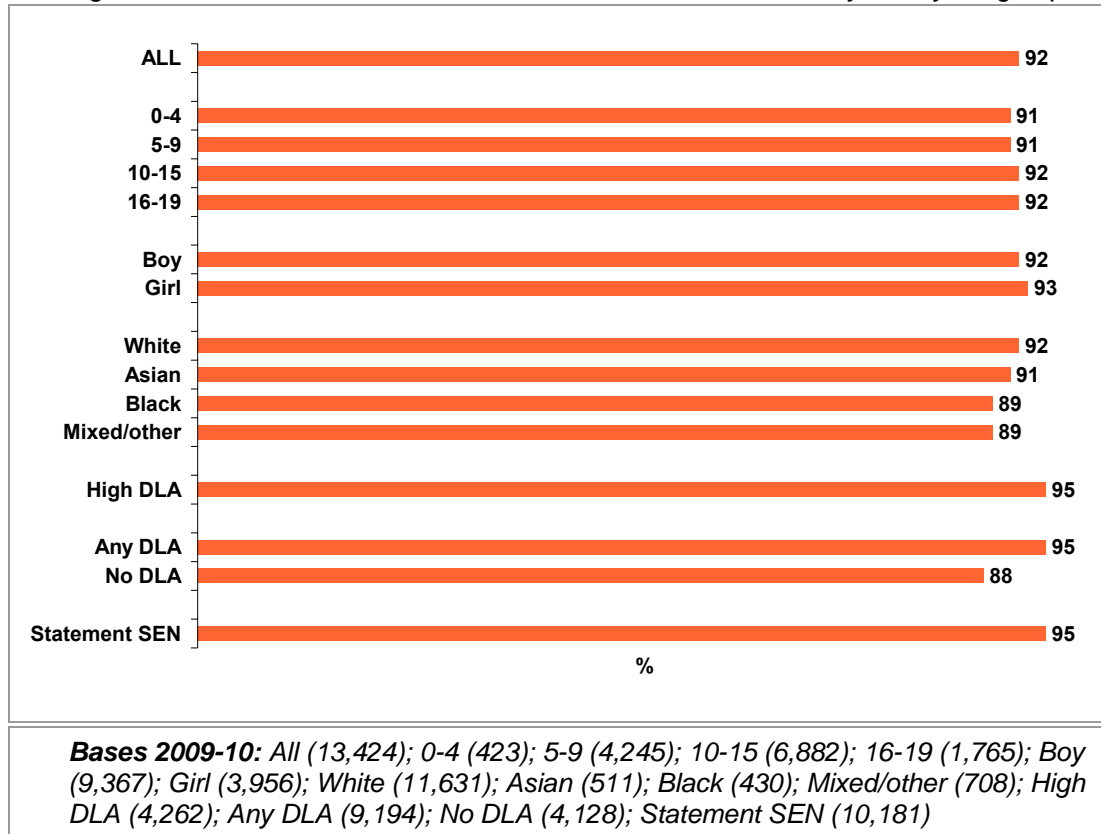 ALL 92
0-4 91
5-9 91
10-15 92
16-19 92
Boy 92
Girl 93
White 92
Asian 91
Black 89
Mixed/other 89
High DLA 95
Any DLA 95
No DLA 88
Statement SEN 95
%
Bases 2009-10: All (13,424); 0-4 (423); 5-9 (4,245); 10-15 (6,882); 16-19 (1,765); Boy
(9,367); Girl (3,956); White (11,631); Asian (511); Black (430); Mixed/other (708); High
DLA (4,262); Any DLA (9,194); No DLA (4,128); Statement SEN (10,181)